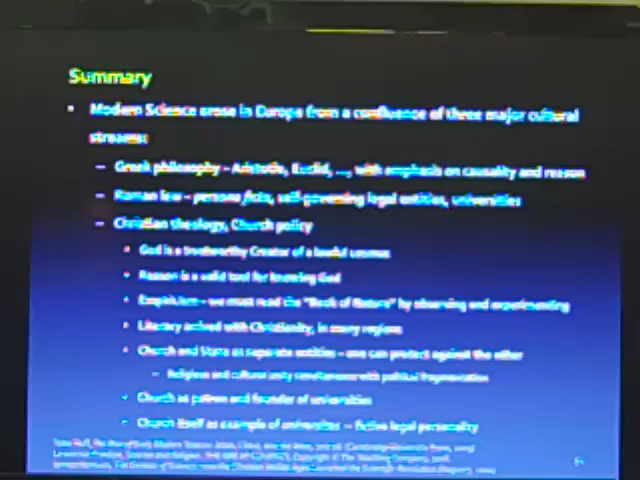 Summary
• Modern Science arose in Europe from a confluence of three major cultural
streams:
– Greek philosophy – Aristotle, Euclid, ..., with emphasis on causality and reason
– Roman law – persona ficta, self-governing legal entities, universities
– Christian theology, Church policy
• God is a trustworthy Creator of a lawful cosmos
• Reason is a valid tool for knowing God
• Empiricism – we must read the "Book of Nature" by observing and experimenting
• Literacy arrived with Christianity, in many regions
• Church and State as separate entities – one can protect against the other
– Religious and cultural unity simultaneous with political fragmentation
• Church as patron and founder of universities
• Church itself as example of universities – fictive legal personality